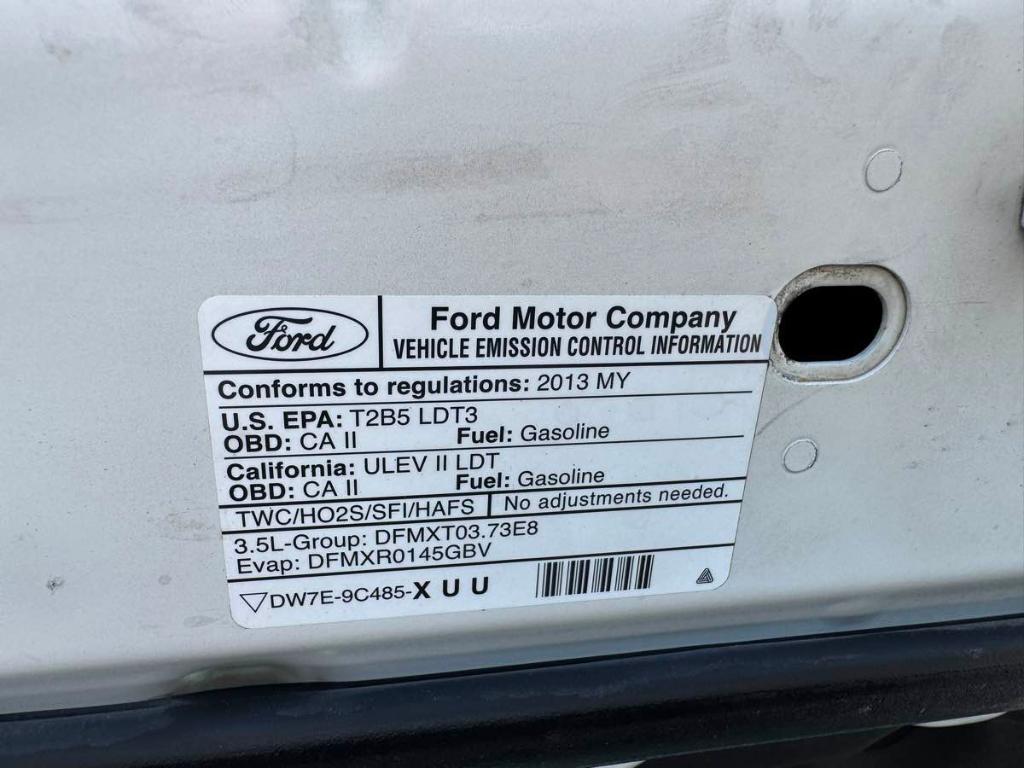 Ford
Ford Motor Company
VEHICLE EMISSION CONTROL INFORMATION
Conforms to regulations: 2013 MY
U.S. EPA: T2B5 LDT3
OBD: CA II Fuel: Gasoline
California: ULEV II LDT
OBD: CA II Fuel: Gasoline
TWC/HO2S/SFI/HAFS No adjustments needed.
3.5L-Group: DFMXT03.73E8
Evap: DFMXR0145GBV
DW7E-9C485-XUU